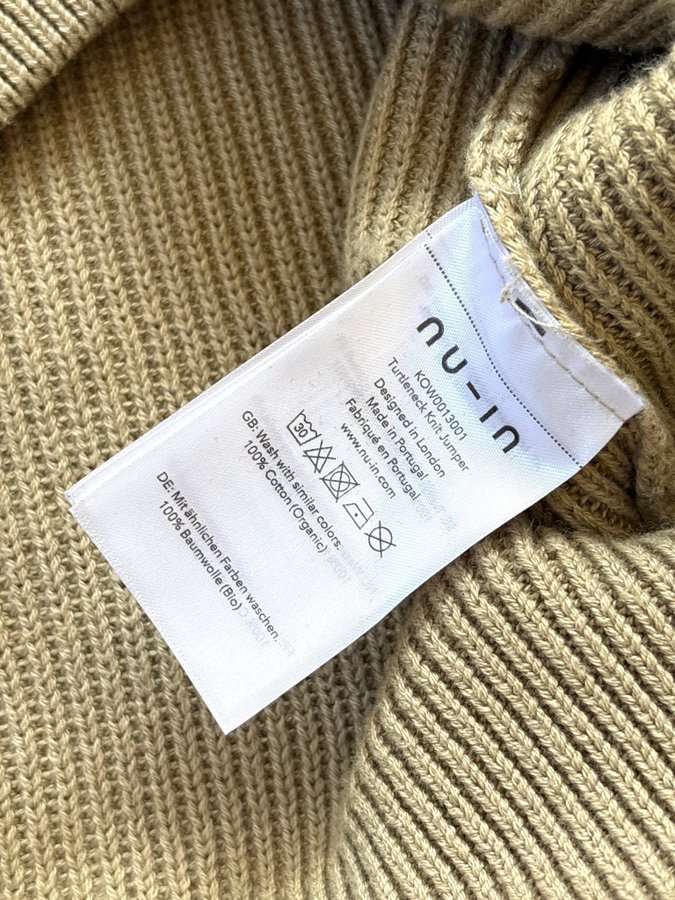 nu-in
KOW0013001
Turtleneck Knit Jumper
Designed in London
Made in Portugal
Fabriqué en Portugal
www.nu-in.com
30
GB: Wash with similar colors.
100% Cotton (Organic)
DE: Mit ähnlichen Farben waschen.
100% Baumwolle (Bio)